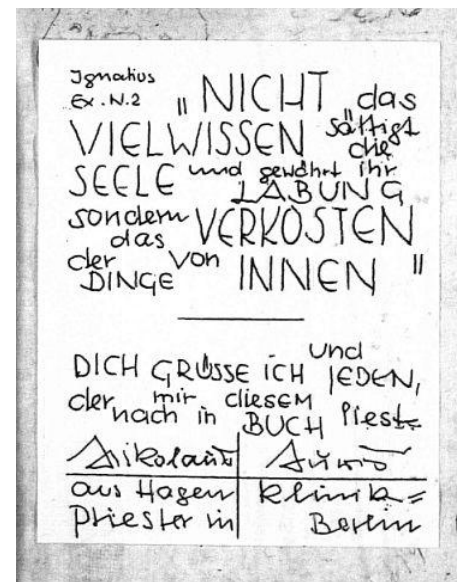 Ignatius
Ex. N.2 „NICHT das
VIELWISSEN sättigt die
SEELE und gewährt ihr LABUNG
sondern das VERKOSTEN
der DINGE von INNEN"
DICH GRÜSSE ICH und JEDEN,
der nach mir in diesem BUCH liest
Nikolaus
aus Hagen klinik=
Priester in Berlin